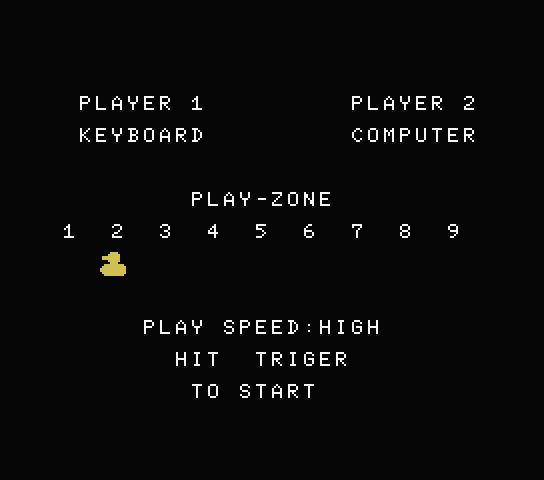 PLAYER 1 PLAYER 2
KEYBOARD COMPUTER
PLAY-ZONE
1 2 3 4 5 6 7 8 9
PLAY SPEED:HIGH
HIT TRIGER
TO START